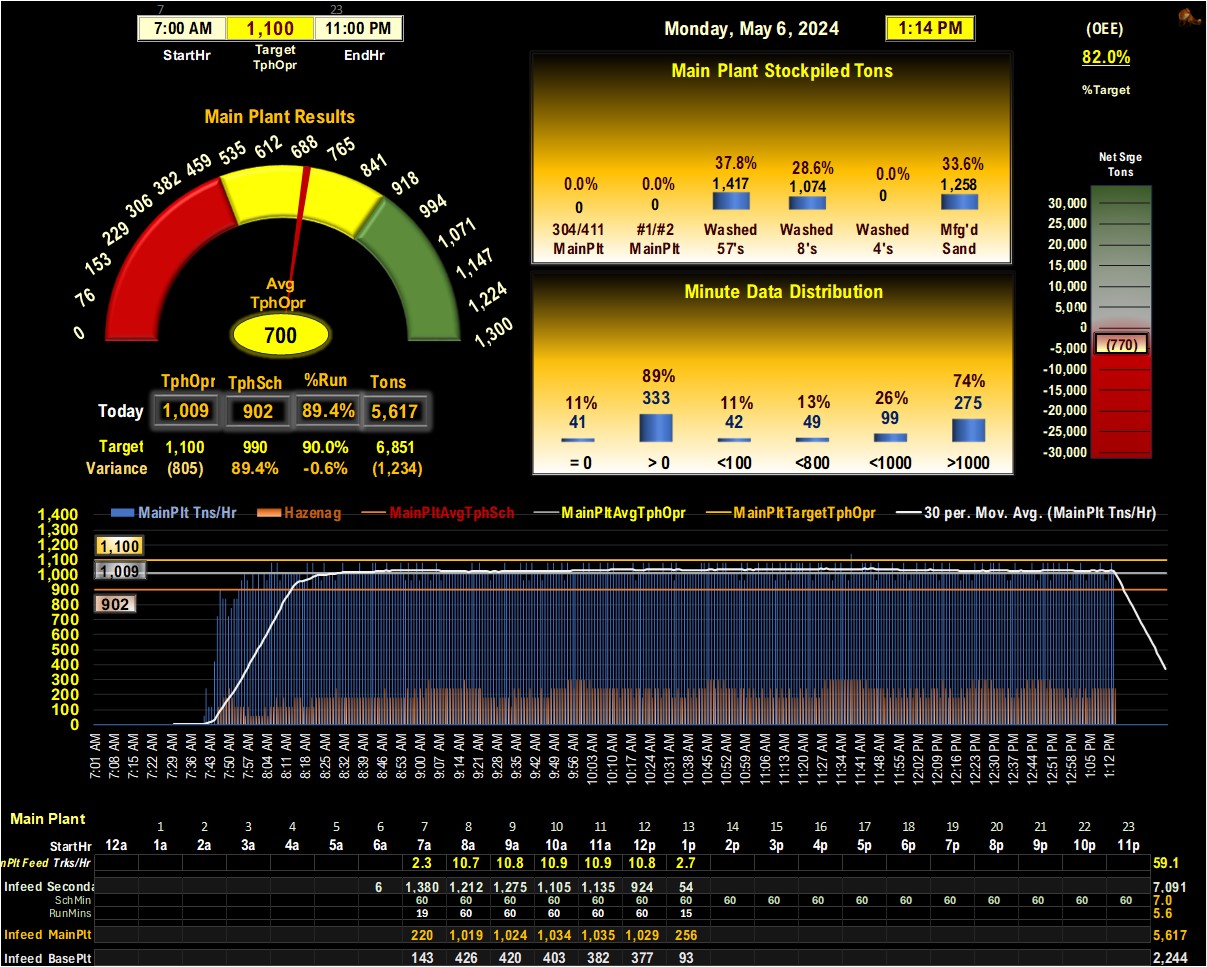 7 23
7:00 AM 1,100 11:00 PM
StartHr Target TphOpr EndHr
Monday, May 6, 2024 1:14 PM
(OEE)
82.0%
%Target
Main Plant Results
0 76 153 229 306 382 459 535 612 688 765 841 918 994 1,071 1,147 1,224 1,300
Avg
TphOpr
700
TphOpr TphSch %Run Tons
Today 1,009 902 89.4% 5,617
Target 1,100 990 90.0% 6,851
Variance (805) 89.4% -0.6% (1,234)
Main Plant Stockpiled Tons
0.0% 0.0% 37.8% 28.6% 0.0% 33.6%
0 0 1,417 1,074 0 1,258
304/411 #1/#2 Washed Washed Washed Mfg'd
MainPlt MainPlt 57's 8's 4's Sand
Minute Data Distribution
11% 89% 11% 13% 26% 74%
41 333 42 49 99 275
= 0 > 0 <100 <800 <1000 >1000
Net Srge
Tons
30,000
25,000
20,000
15,000
10,000
5,000
0
(770)
-5,000
-10,000
-15,000
-20,000
-25,000
-30,000
MainPlt Tns/Hr Hazenag MainPltAvgTphSch MainPltAvgTphOpr MainPltTargetTphOpr 30 per. Mov. Avg. (MainPlt Tns/Hr)
1,400
1,300
1,200
1,100
1,000
900
800
700
600
500
400
300
200
100
0
1,100
1,009
902
7:01 AM 7:08 AM 7:15 AM 7:22 AM 7:29 AM 7:36 AM 7:43 AM 7:50 AM 7:57 AM 8:04 AM 8:11 AM 8:18 AM 8:25 AM 8:32 AM 8:39 AM 8:46 AM 8:53 AM 9:00 AM 9:07 AM 9:14 AM 9:21 AM 9:28 AM 9:35 AM 9:42 AM 9:49 AM 9:56 AM 10:03 AM 10:10 AM 10:17 AM 10:24 AM 10:31 AM 10:38 AM 10:45 AM 10:52 AM 10:59 AM 11:06 AM 11:13 AM 11:20 AM 11:27 AM 11:34 AM 11:41 AM 11:48 AM 11:55 AM 12:02 PM 12:09 PM 12:16 PM 12:23 PM 12:30 PM 12:37 PM 12:44 PM 12:51 PM 12:58 PM 1:05 PM 1:12 PM
Main Plant
1 2 3 4 5 6 7 8 9 10 11 12 13 14 15 16 17 18 19 20 21 22 23
StartHr 12a 1a 2a 3a 4a 5a 6a 7a 8a 9a 10a 11a 12p 1p 2p 3p 4p 5p 6p 7p 8p 9p 10p 11p
nPlt Feed Trks/Hr 2.3 10.7 10.8 10.9 10.9 10.8 2.7 59.1
Infeed Seconda 6 1,380 1,212 1,275 1,105 1,135 924 54 7,091
SchMin 60 60 60 60 60 60 60 60 60 60 60 60 60 60 60 60 60 7.0
RunMins 19 60 60 60 60 60 15 5.6
Infeed MainPlt 220 1,019 1,024 1,034 1,035 1,029 256 5,617
Infeed BasePlt 143 426 420 403 382 377 93 2,244